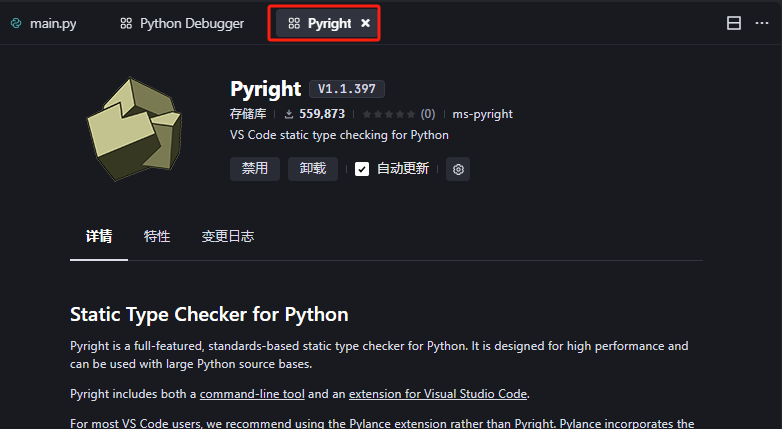 main.py Python Debugger Pyright
Pyright V1.1.397
存储库 559,873 (0) ms-pyright
VS Code static type checking for Python
禁用 卸载 自动更新
详情 特性 变更日志
Static Type Checker for Python
Pyright is a full-featured, standards-based static type checker for Python. It is designed for high performance and
can be used with large Python source bases.
Pyright includes both a command-line tool and an extension for Visual Studio Code.
For most VS Code users, we recommend using the Pylance extension rather than Pyright. Pylance incorporates the